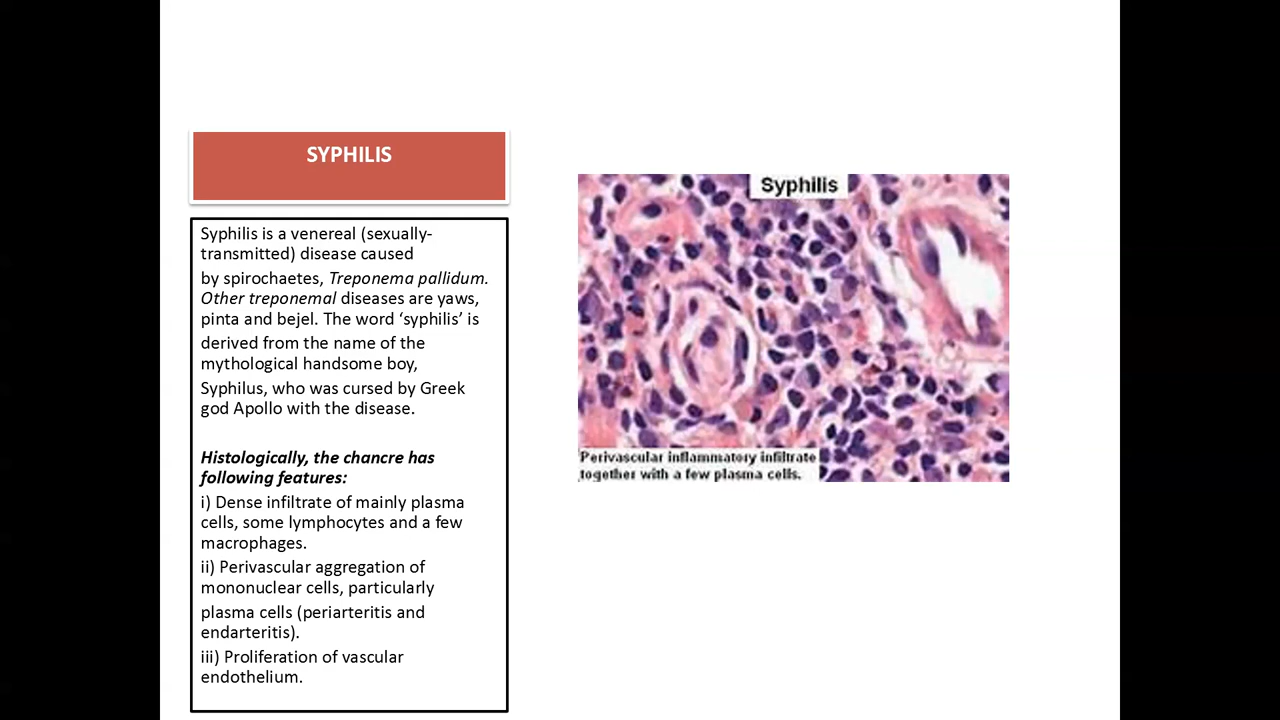 SYPHILIS
Syphilis is a venereal (sexually-
transmitted) disease caused
by spirochaetes, Treponema pallidum.
Other treponemal diseases are yaws,
pinta and bejel. The word ‘syphilis’ is
derived from the name of the
mythological handsome boy,
Syphilus, who was cursed by Greek
god Apollo with the disease.
Histologically, the chancre has
following features:
i) Dense infiltrate of mainly plasma
cells, some lymphocytes and a few
macrophages.
ii) Perivascular aggregation of
mononuclear cells, particularly
plasma cells (periarteritis and
endarteritis).
iii) Proliferation of vascular
endothelium.
Syphilis
Perivascular inflammatory infiltrate
together with a few plasma cells.